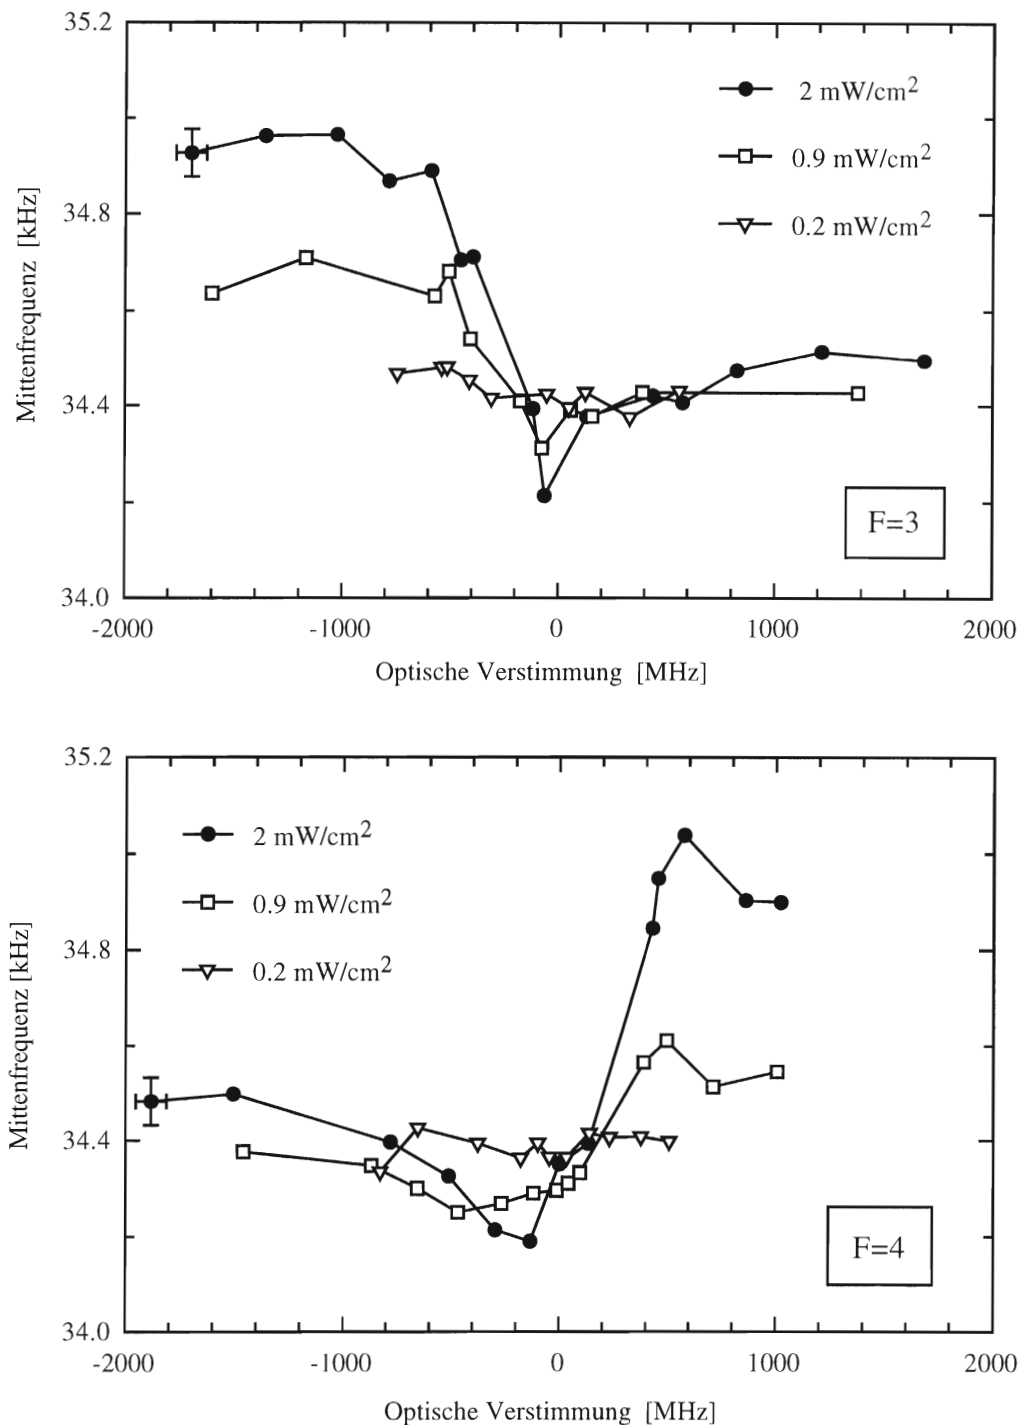 35.2
34.8
34.4
34.0
Mittenfrequenz [kHz]
2 mW/cm²
0.9 mW/cm²
0.2 mW/cm²
F=3
-2000 -1000 0 1000 2000
Optische Verstimmung [MHz]
35.2
34.8
34.4
34.0
Mittenfrequenz [kHz]
2 mW/cm²
0.9 mW/cm²
0.2 mW/cm²
F=4
-2000 -1000 0 1000 2000
Optische Verstimmung [MHz]